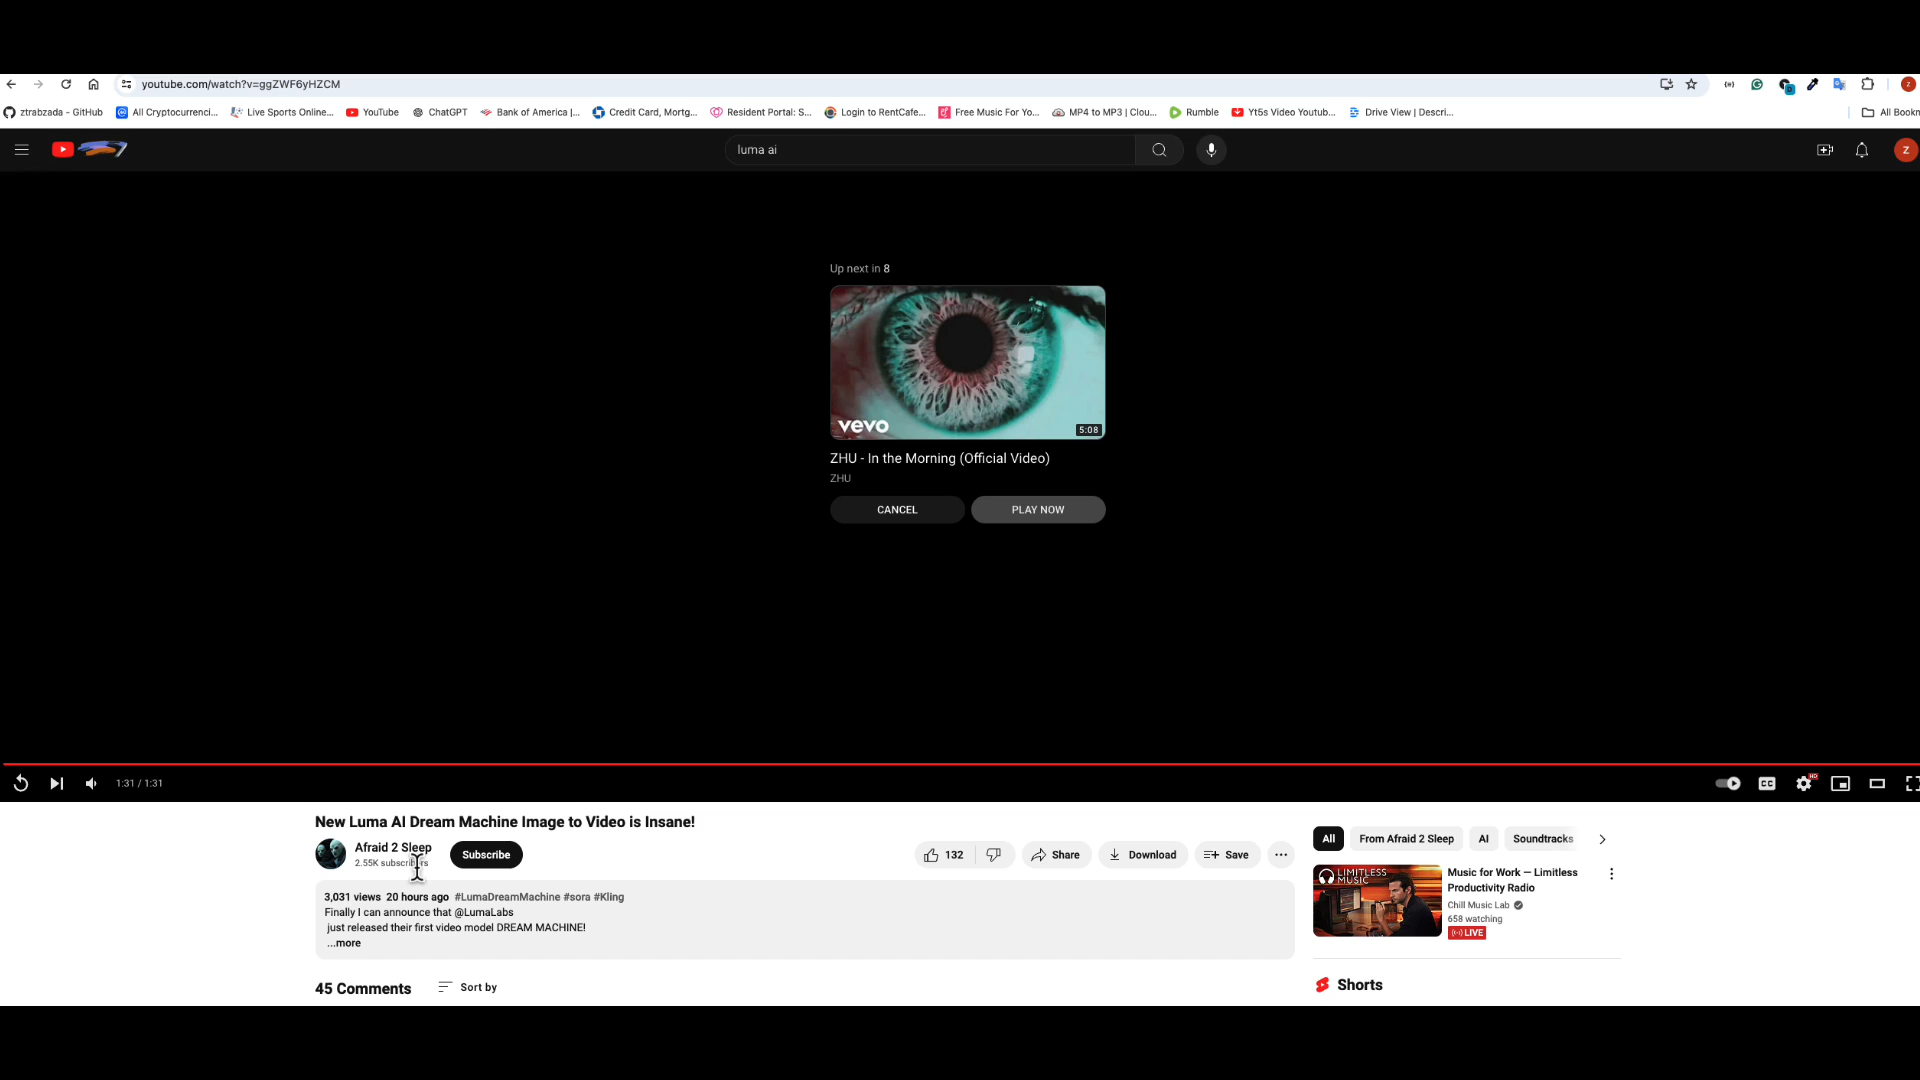 youtube.com/watch?v=ggZWF6yHZCM
ztrabzada - GitHub
All Cryptocurrenci...
Live Sports Online...
YouTube
ChatGPT
Bank of America |...
Credit Card, Mortg...
Resident Portal: S...
Login to RentCafe...
Free Music For Yo...
MP4 to MP3 | Clou...
Rumble
Yt5s Video Youtub...
Drive View | Descri...
All Bookm
luma ai
Z
Up next in 8
vevo
5:08
ZHU - In the Morning (Official Video)
ZHU
CANCEL
PLAY NOW
1:31 / 1:31
CC
HD
New Luma AI Dream Machine Image to Video is Insane!
Afraid 2 Sleep
2.55K subscribers
Subscribe
132
Share
Download
Save
3,031 views 20 hours ago #LumaDreamMachine #sora #Kling
Finally I can announce that @LumaLabs
just released their first video model DREAM MACHINE!
...more
45 Comments
Sort by
All
From Afraid 2 Sleep
AI
Soundtracks
LIMITLESS
MUSIC
Music for Work — Limitless
Productivity Radio
Chill Music Lab
658 watching
LIVE
Shorts